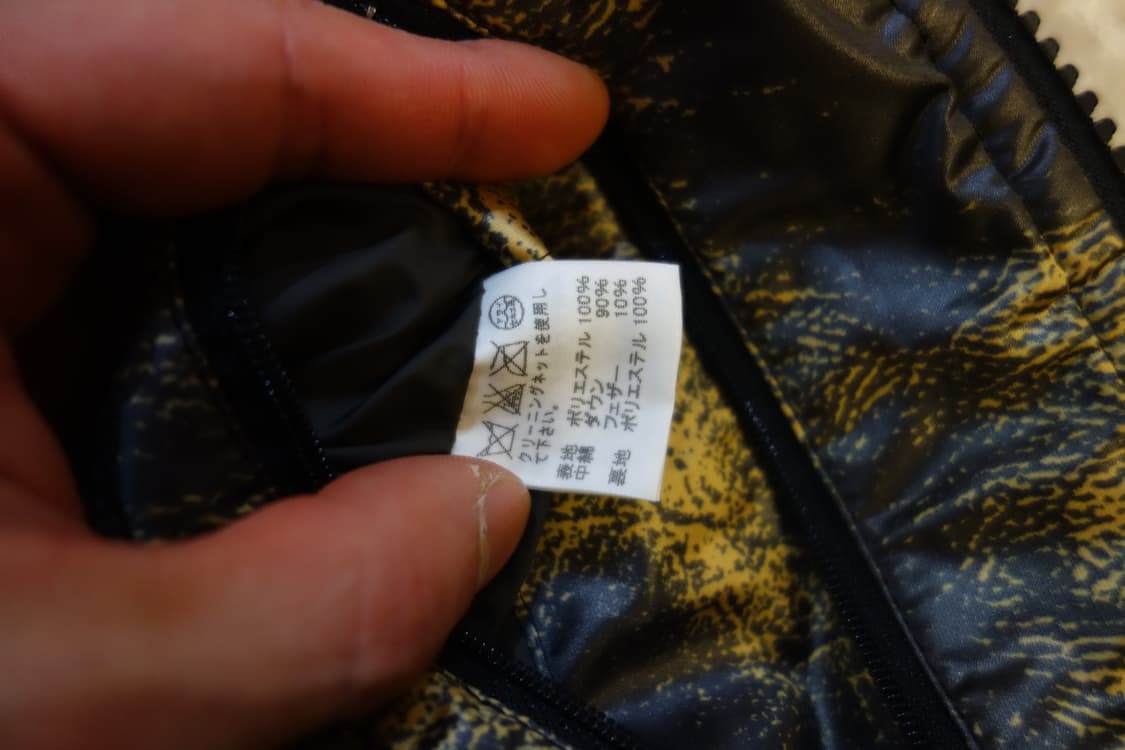 クリーニングネットを使用し
て下さい。
表地 ポリエステル 100%
中綿 ダウン 90%
フェザー 10%
裏地 ポリエステル 100%